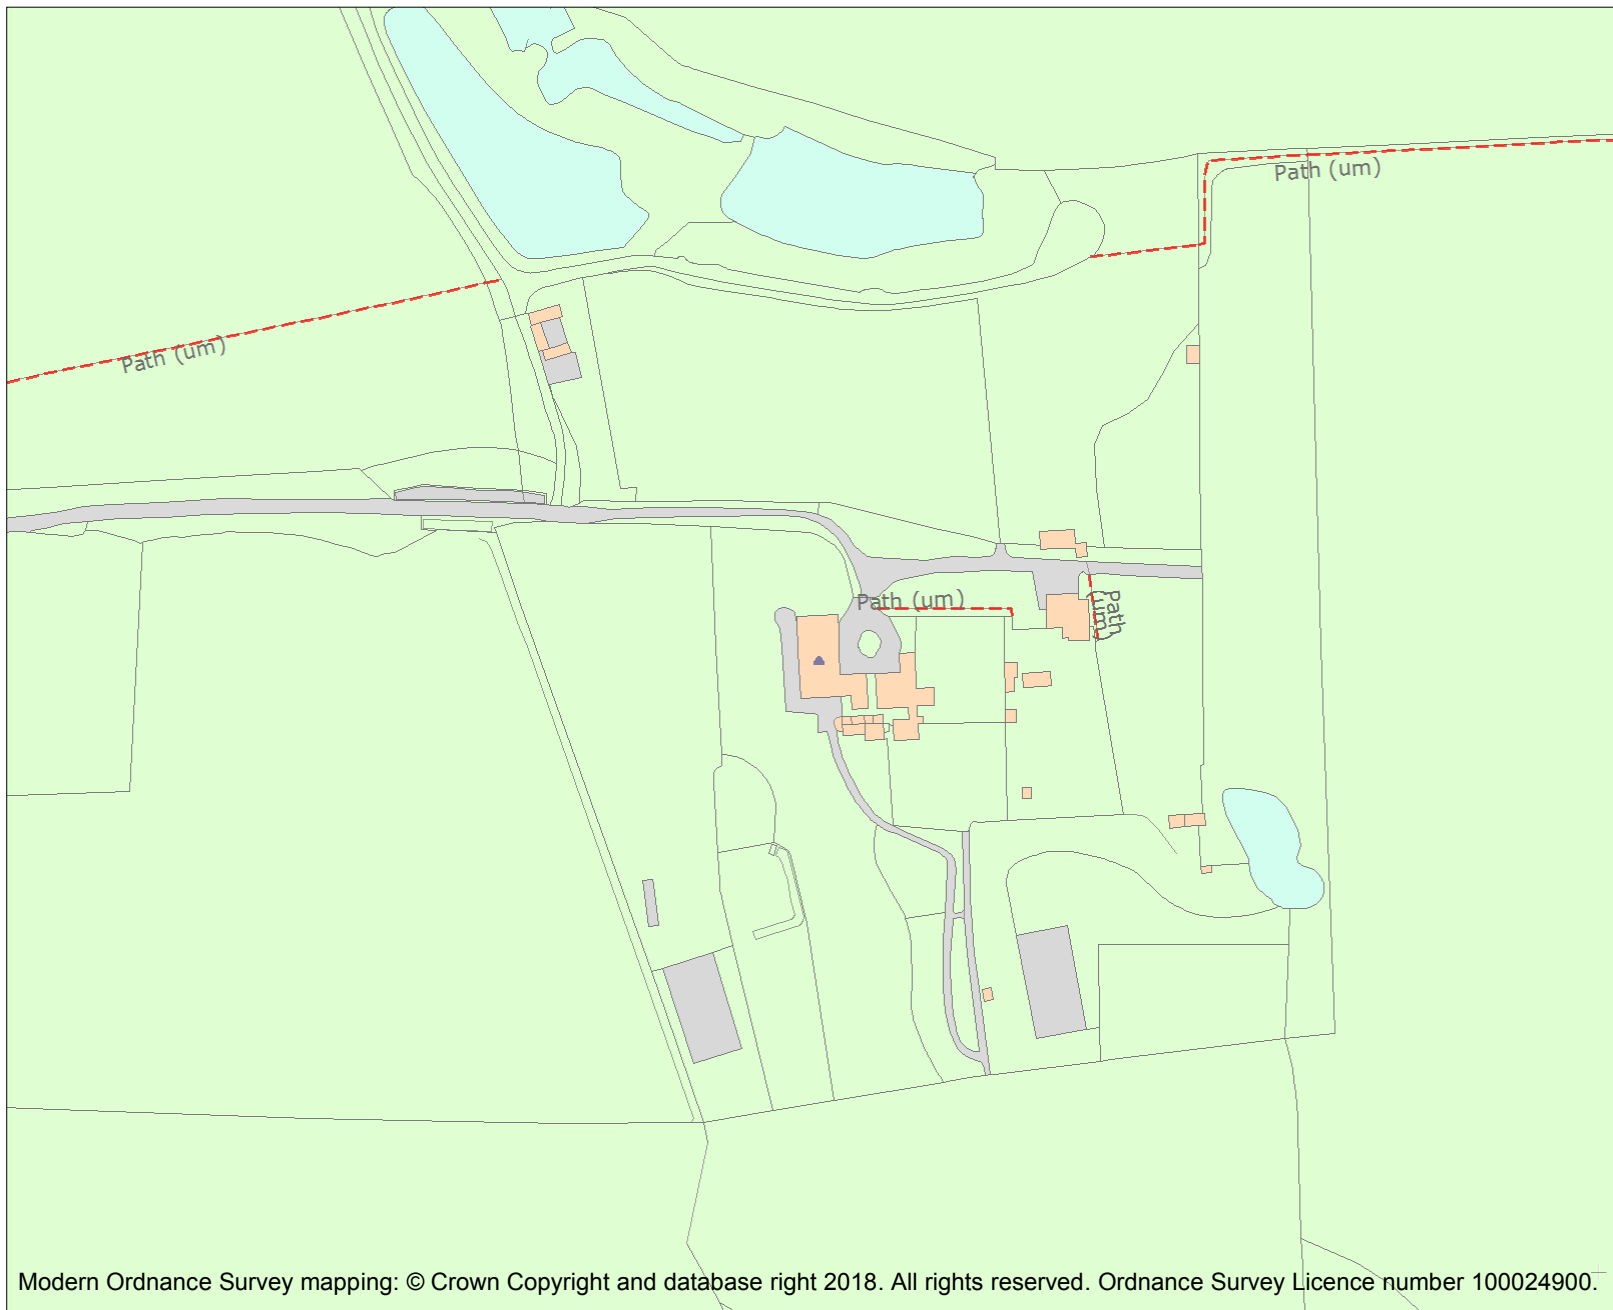 Path (um)
Path (um)
Path (um)
Path
(um)
Modern Ordnance Survey mapping: © Crown Copyright and database right 2018. All rights reserved. Ordnance Survey Licence number 100024900.